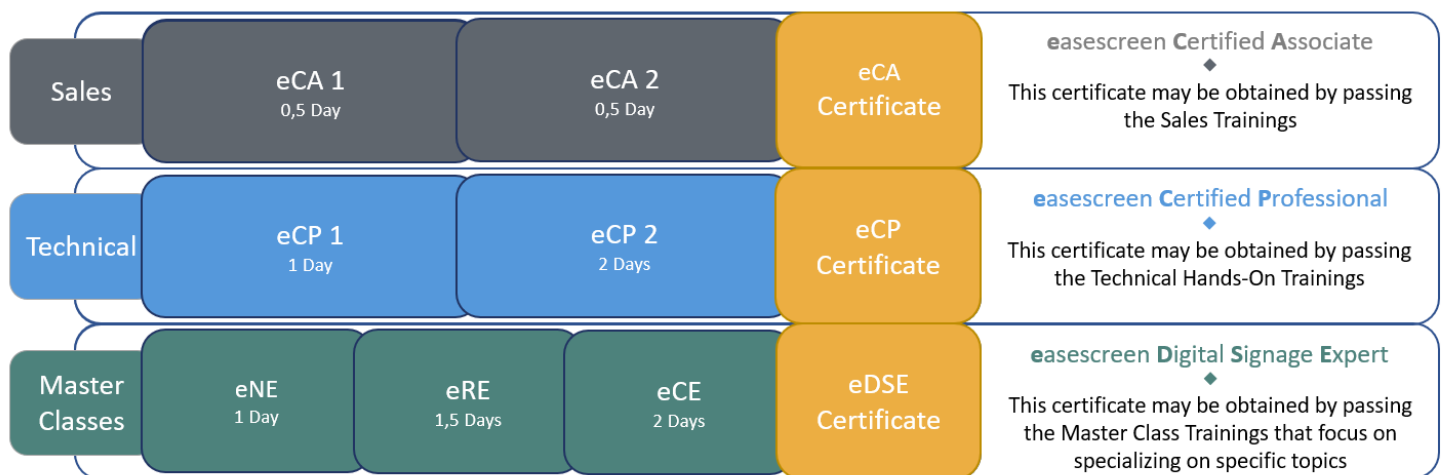 Sales
eCA 1
0,5 Day
eCA 2
0,5 Day
eCA
Certificate
easescreen Certified Associate
This certificate may be obtained by passing
the Sales Trainings
Technical
eCP 1
1 Day
eCP 2
2 Days
eCP
Certificate
easescreen Certified Professional
This certificate may be obtained by passing
the Technical Hands-On Trainings
Master
Classes
eNE
1 Day
eRE
1,5 Days
eCE
2 Days
eDSE
Certificate
easescreen Digital Signage Expert
This certificate may be obtained by passing
the Master Class Trainings that focus on
specializing on specific topics